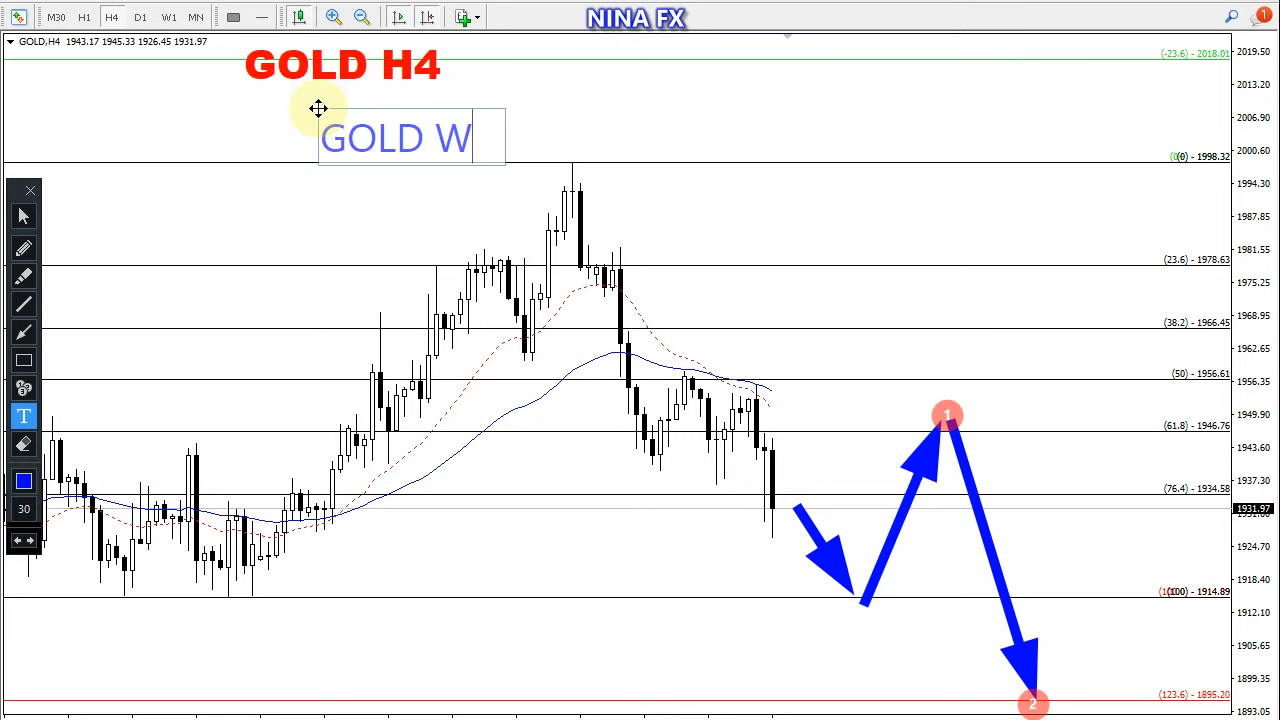 M30 H1 H4 D1 W1 MN
NINA FX
1
GOLD,H4 1943.17 1945.33 1926.45 1931.97
GOLD H4
GOLD W
(-23.6) - 2018.01
(0) - 1998.32
(23.6) - 1978.63
(38.2) - 1966.45
(50) - 1956.61
(61.8) - 1946.76
(76.4) - 1934.58
(100) - 1914.89
(123.6) - 1895.20
2019.50
2013.20
2006.90
2000.60
1994.30
1987.85
1981.55
1975.25
1968.95
1962.65
1956.35
1949.90
1943.60
1937.30
1931.97
1924.70
1918.40
1912.10
1905.65
1899.35
1893.05
T
30
1
2